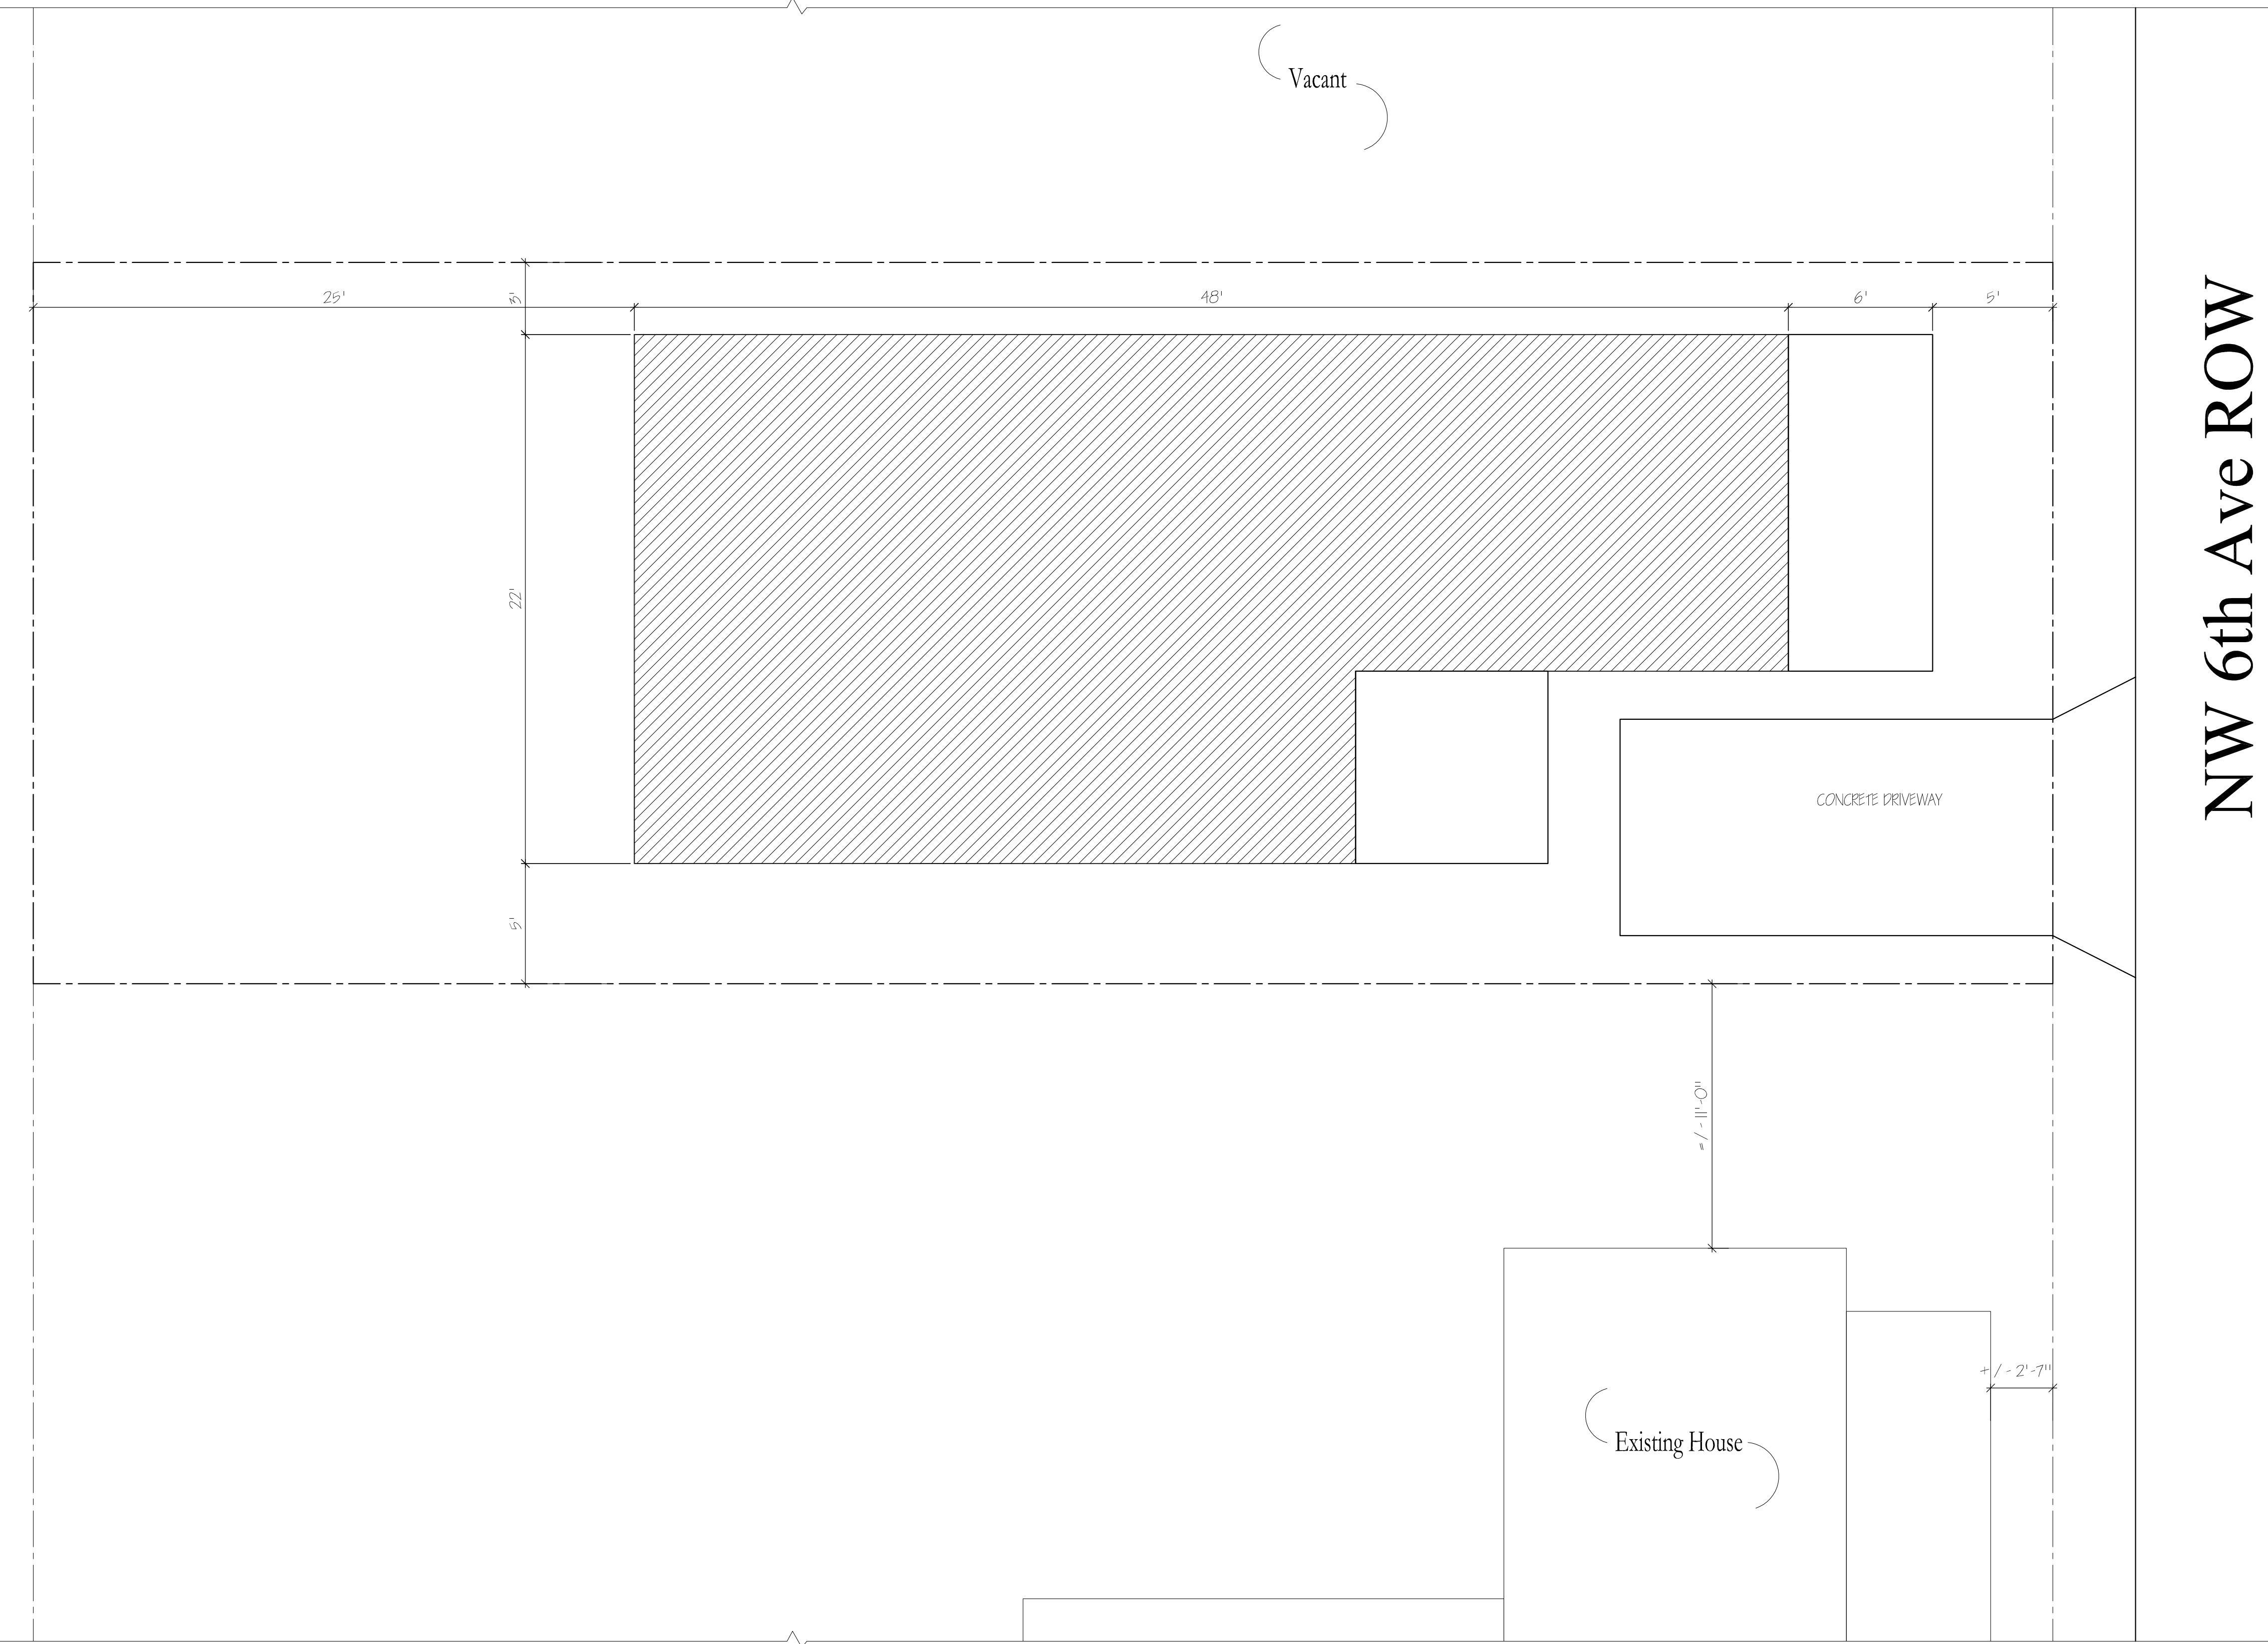 Vacant
25'
3'
48'
6'
5'
22'
5'
CONCRETE DRIVEWAY
NW 6th Ave ROW
=/- 11'-0"
+/- 2'-7"
Existing House